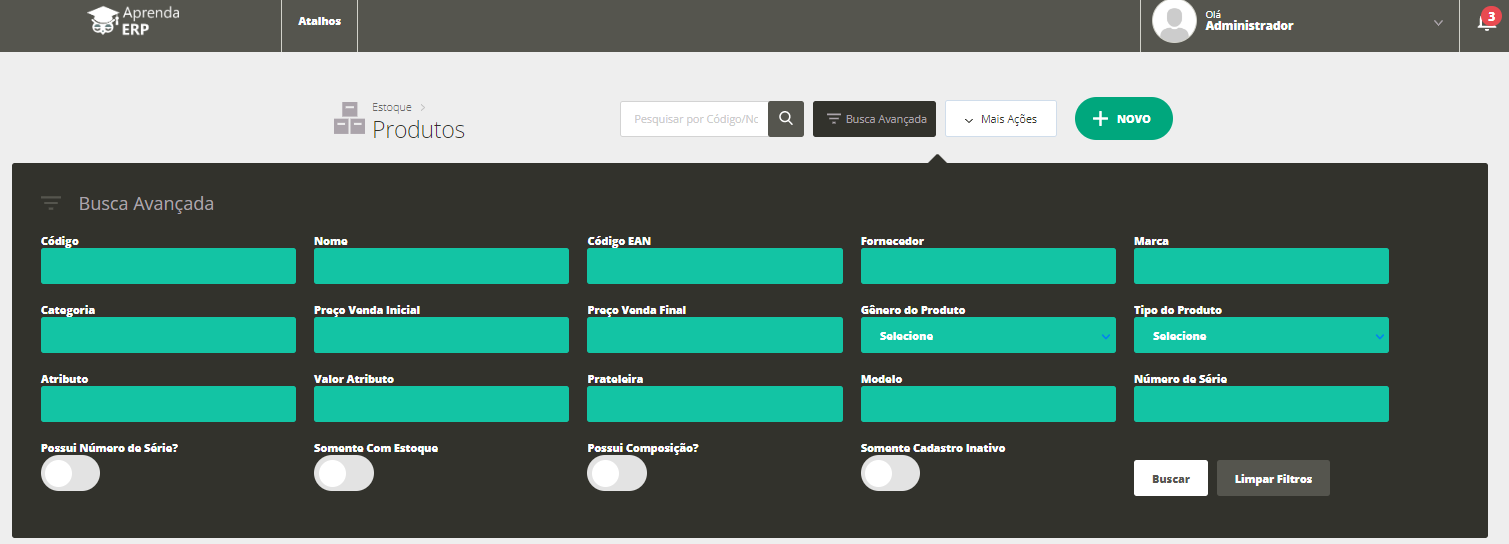 Aprenda
ERP
Atalhos
Olá
Administrador
3
Estoque
Produtos
Pesquisar por Código/No
Busca Avançada
Mais Ações
NOVO
Busca Avançada
Código
Nome
Código EAN
Fornecedor
Marca
Categoria
Preço Venda Inicial
Preço Venda Final
Gênero do Produto
Tipo do Produto
Selecione
Selecione
Atributo
Valor Atributo
Prateleira
Modelo
Número de Série
Possui Número de Série?
Somente Com Estoque
Possui Composição?
Somente Cadastro Inativo
Buscar
Limpar Filtros